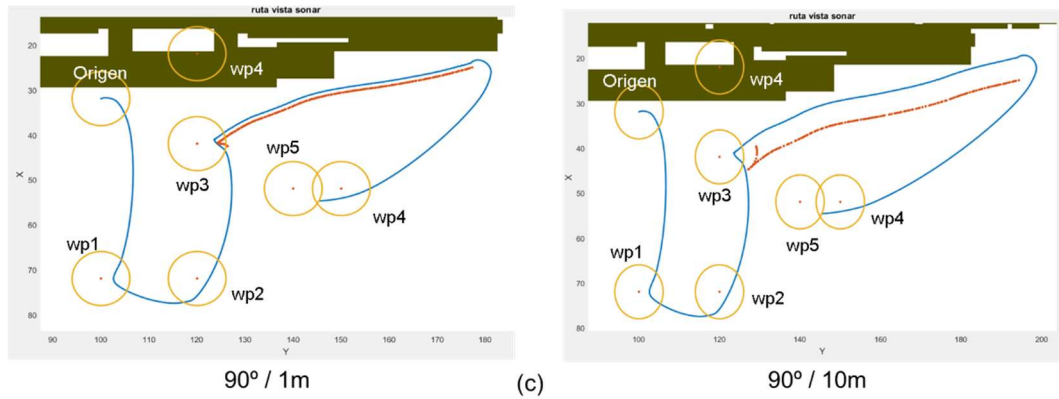 ruta vista sonar
20
30
40
50
60
70
80
X
90
100
110
120
130
140
150
160
170
180
Y
Origen
wp4
wp3
wp5
wp4
wp1
wp2
90º / 1m
(c)
ruta vista sonar
10
20
30
40
50
60
70
80
X
100
120
140
160
180
200
Y
Origen
wp4
wp3
wp5
wp4
wp1
wp2
90º / 10m